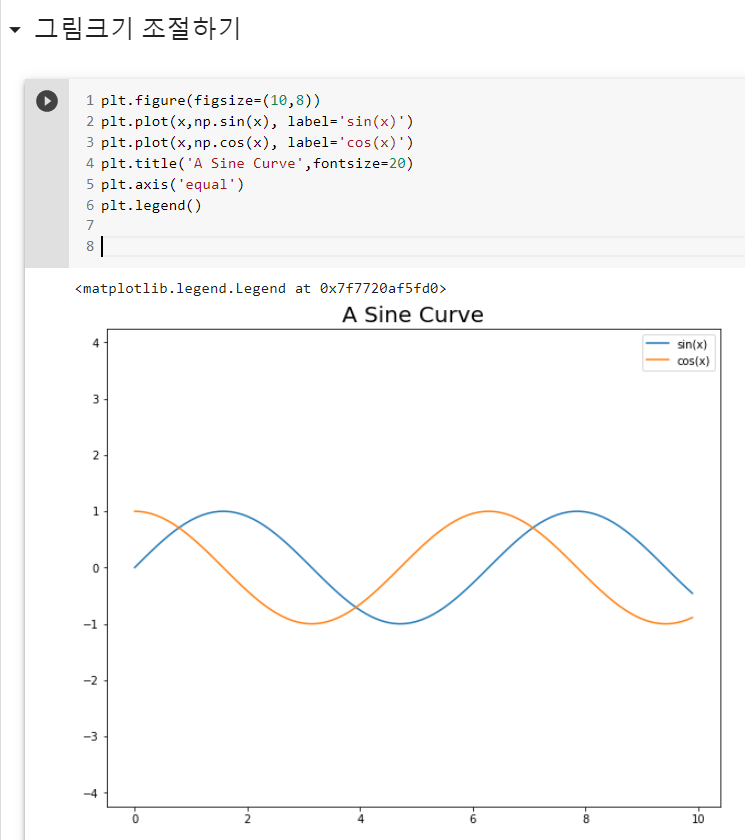 그림크기 조절하기
1 plt.figure(figsize=(10,8))
2 plt.plot(x,np.sin(x), label='sin(x)')
3 plt.plot(x,np.cos(x), label='cos(x)')
4 plt.title('A Sine Curve',fontsize=20)
5 plt.axis('equal')
6 plt.legend()
7
8
<matplotlib.legend.Legend at 0x7f7720af5fd0>
A Sine Curve
sin(x)
cos(x)
4
3
2
1
0
−1
−2
−3
−4
0 2 4 6 8 10